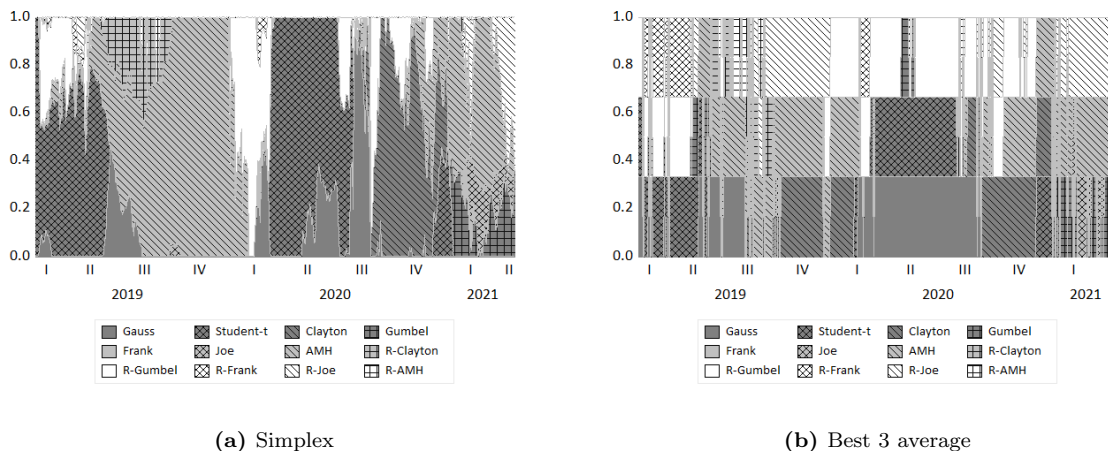 1.0
0.8
0.6
0.4
0.2
0.0
I II III IV I II III IV I II
2019 2020 2021
Gauss Student-t Clayton Gumbel
Frank Joe AMH R-Clayton
R-Gumbel R-Frank R-Joe R-AMH
(a) Simplex
1.0
0.8
0.6
0.4
0.2
0.0
I II III IV I II III IV I
2019 2020 2021
Gauss Student-t Clayton Gumbel
Frank Joe AMH R-Clayton
R-Gumbel R-Frank R-Joe R-AMH
(b) Best 3 average